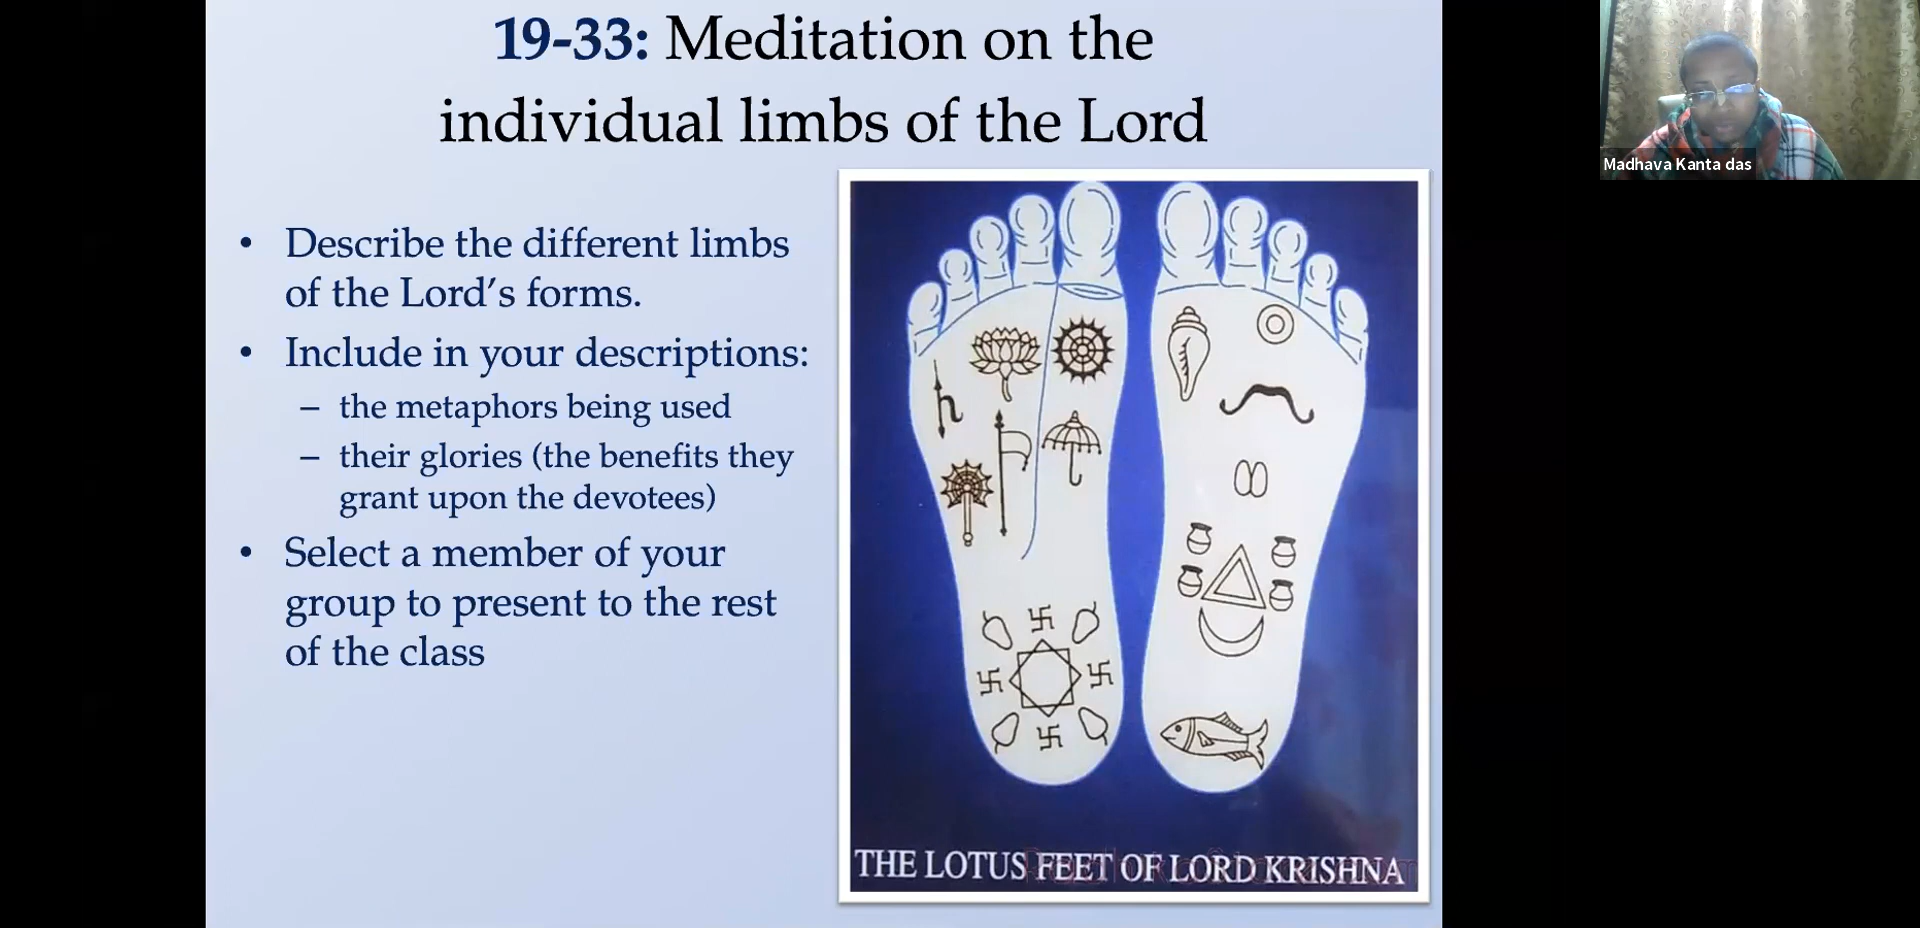 19-33: Meditation on the
individual limbs of the Lord
• Describe the different limbs
of the Lord's forms.
• Include in your descriptions:
– the metaphors being used
– their glories (the benefits they
grant upon the devotees)
• Select a member of your
group to present to the rest
of the class
THE LOTUS FEET OF LORD KRISHNA
Madhava Kanta das